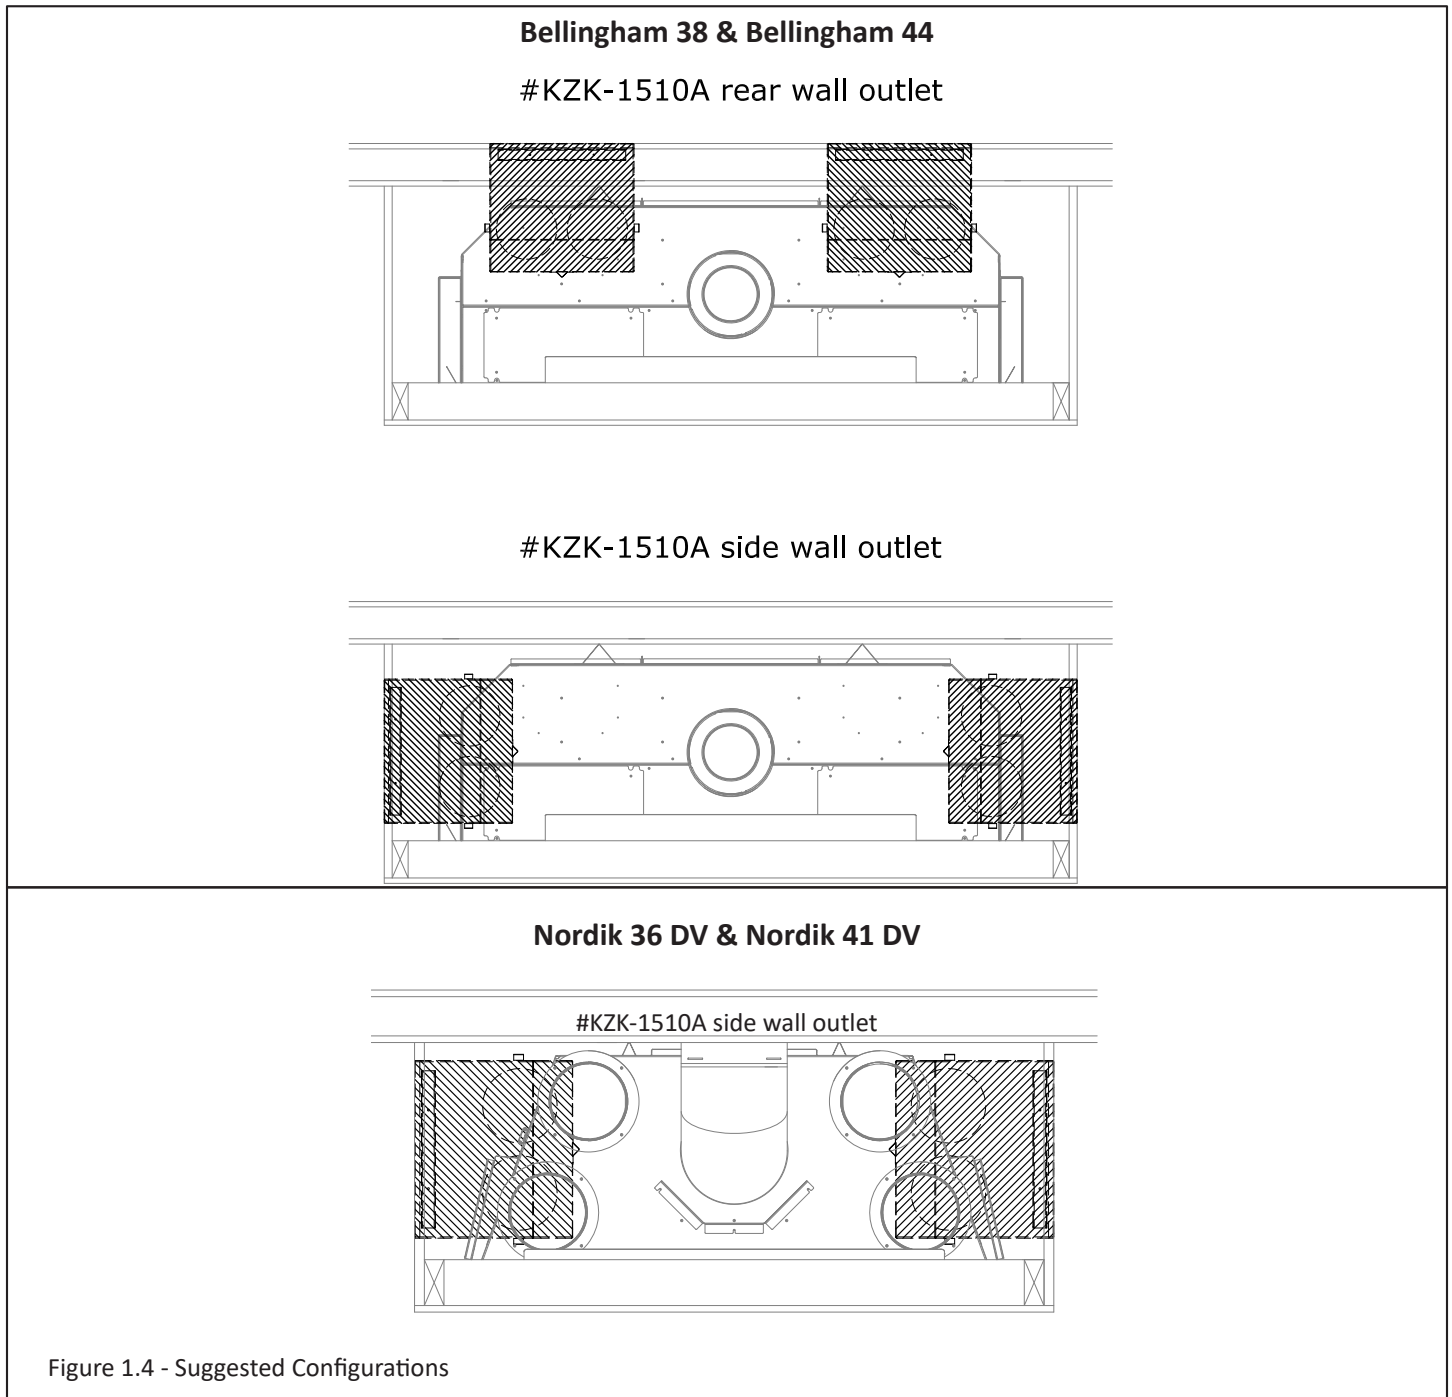 Bellingham 38 & Bellingham 44
#KZK-1510A rear wall outlet
#KZK-1510A side wall outlet
Nordik 36 DV & Nordik 41 DV
#KZK-1510A side wall outlet
Figure 1.4 - Suggested Configurations